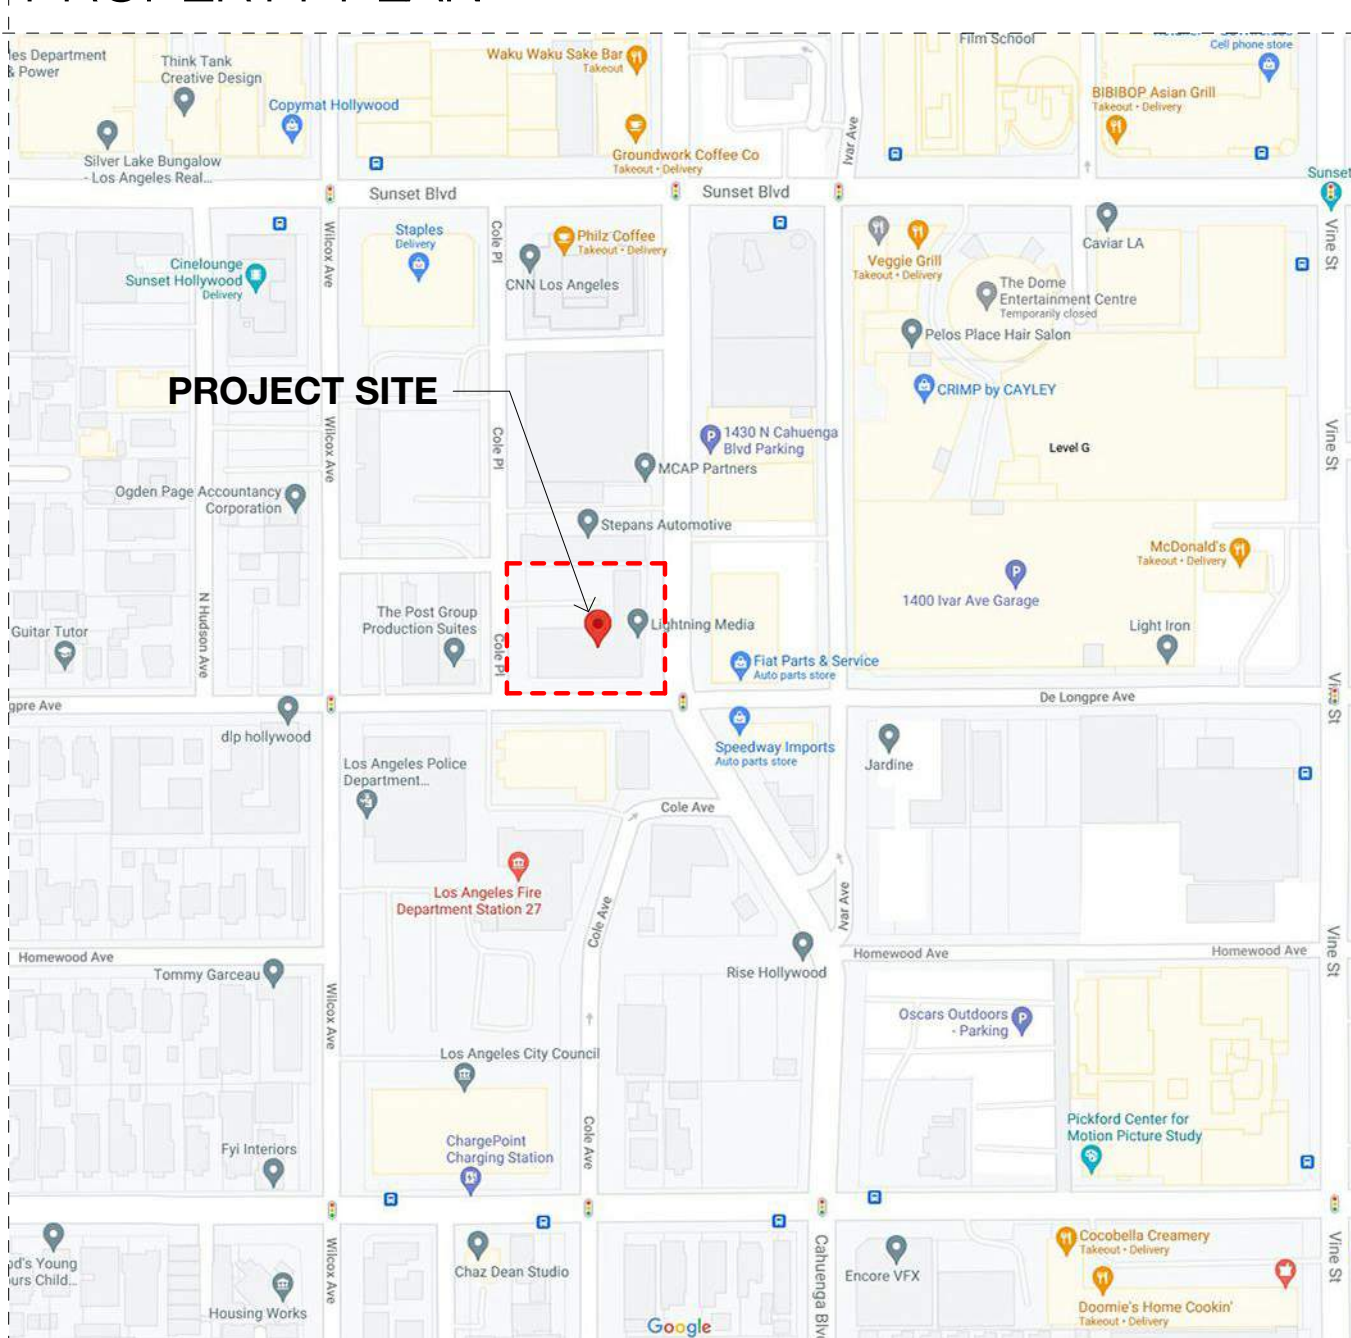 les Department
& Power
Think Tank
Creative Design
Copymat Hollywood
Silver Lake Bungalow
- Los Angeles Real...
Waku Waku Sake Bar
Takeout
Groundwork Coffee Co
Takeout • Delivery
Ivar Ave
Film School
Cell phone store
BIBIBOP Asian Grill
Takeout • Delivery
Sunset
Sunset Blvd
Sunset Blvd
Cinelounge
Sunset Hollywood
Delivery
Wilcox Ave
Staples
Delivery
Cole Pl
Philz Coffee
Takeout • Delivery
CNN Los Angeles
Veggie Grill
Takeout • Delivery
Caviar LA
Vine St
The Dome
Entertainment Centre
Temporarily closed
Pelos Place Hair Salon
PROJECT SITE
CRIMP by CAYLEY
Wilcox Ave
Cole Pl
1430 N Cahuenga
Blvd Parking
Level G
Vine St
MCAP Partners
Ogden Page Accountancy
Corporation
Stepans Automotive
McDonald's
Takeout • Delivery
N Hudson Ave
1400 Ivar Ave Garage
The Post Group
Production Suites
Cole Pl
Lightning Media
Guitar Tutor
Light Iron
Fiat Parts & Service
Auto parts store
gpre Ave
De Longpre Ave
Vine St
dlp hollywood
Speedway Imports
Auto parts store
Jardine
Los Angeles Police
Department...
Cole Ave
Los Angeles Fire
Department Station 27
Cole Ave
Ivar Ave
Homewood Ave
Homewood Ave
Homewood Ave
Vine St
Tommy Garceau
Rise Hollywood
Wilcox Ave
Oscars Outdoors
- Parking
Los Angeles City Council
Pickford Center for
Motion Picture Study
ChargePoint
Charging Station
Cole Ave
Fyi Interiors
Cocobella Creamery
Takeout • Delivery
od's Young
urs Child...
Wilcox Ave
Chaz Dean Studio
Cahuenga Blv
Encore VFX
Vine St
Housing Works
Google
Doomie's Home Cookin'
Takeout • Delivery